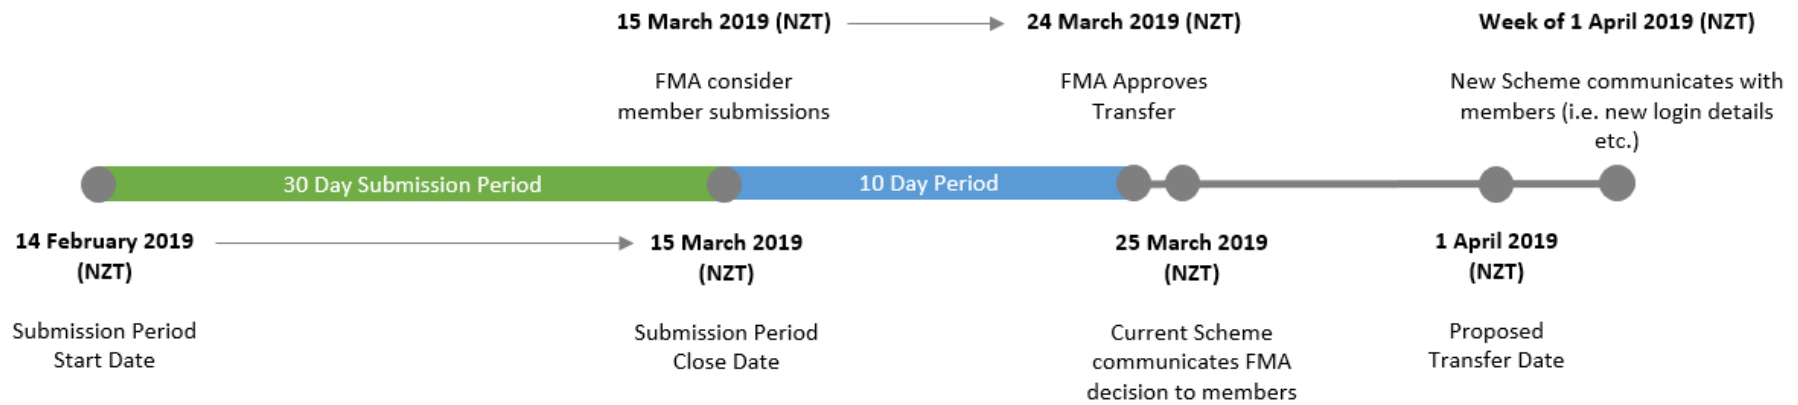 15 March 2019 (NZT)
24 March 2019 (NZT)
Week of 1 April 2019 (NZT)
FMA consider
member submissions
FMA Approves
Transfer
New Scheme communicates with
members (i.e. new login details
etc.)
30 Day Submission Period
10 Day Period
14 February 2019
(NZT)
15 March 2019
(NZT)
25 March 2019
(NZT)
1 April 2019
(NZT)
Submission Period
Start Date
Submission Period
Close Date
Current Scheme
communicates FMA
decision to members
Proposed
Transfer Date